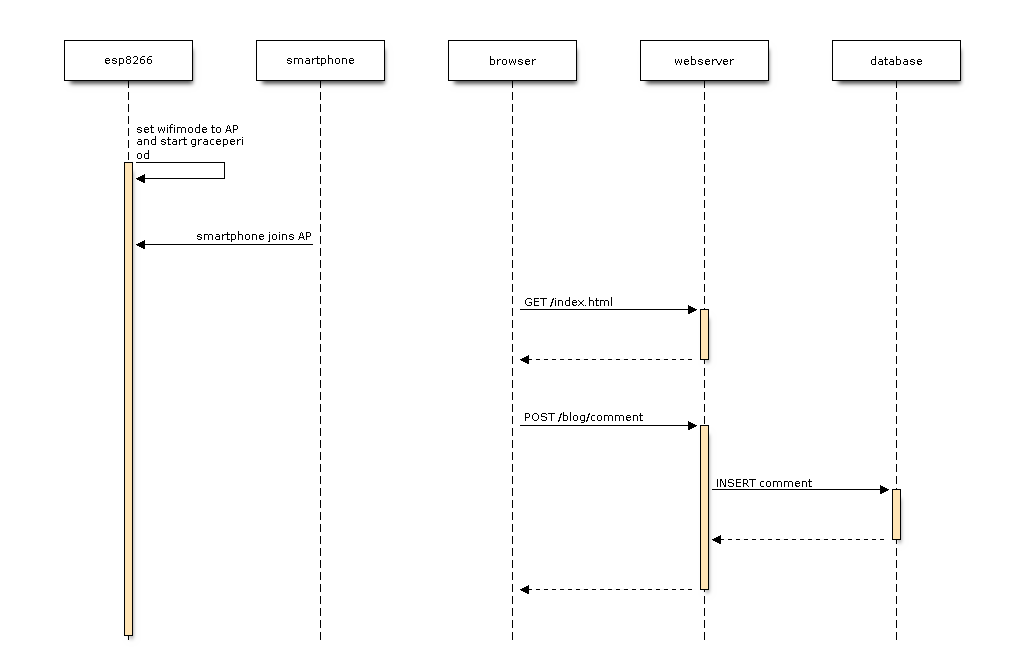 esp8266
smartphone
browser
webserver
database
set wifimode to AP
and start graceperi
od
smartphone joins AP
GET /index.html
POST /blog/comment
INSERT comment